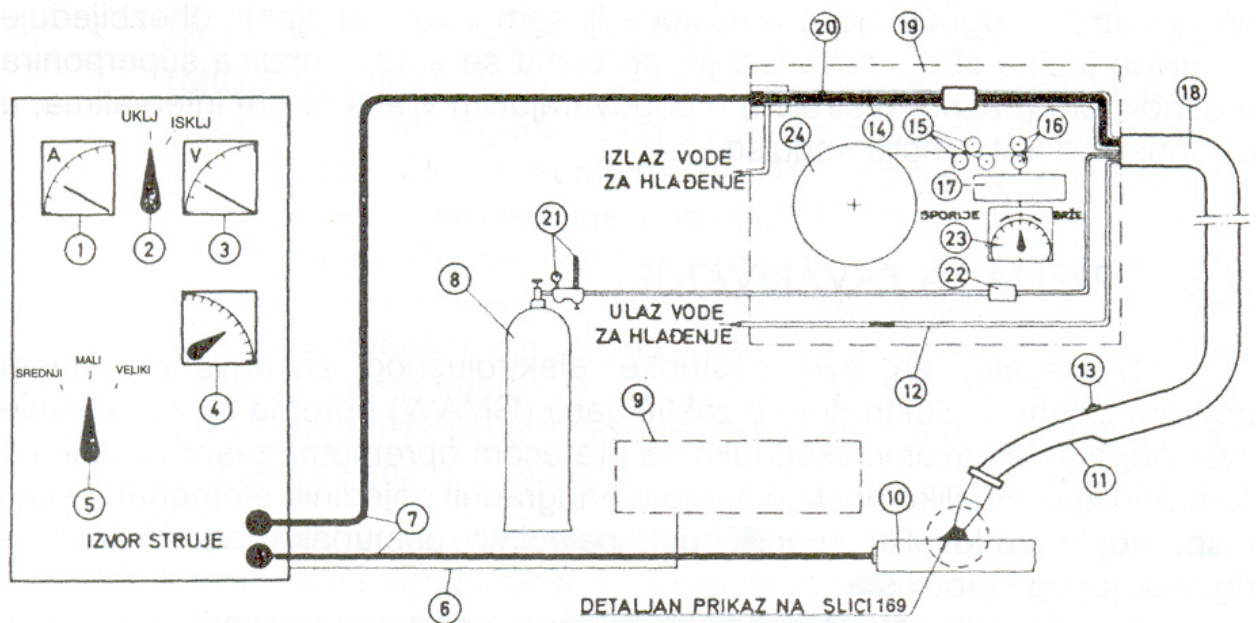 20
19
18
UKLJ
ISKLJ
A
V
24
14
15
16
IZLAZ VODE
ZA HLAĐENJE
17
SPORIJE
BRŽE
1
2
3
21
23
8
22
ULAZ VODE
ZA HLAĐENJE
SREDNJI
MALI
VELIKI
4
9
12
13
11
5
7
10
IZVOR STRUJE
6
DETALJAN PRIKAZ NA SLICI 169